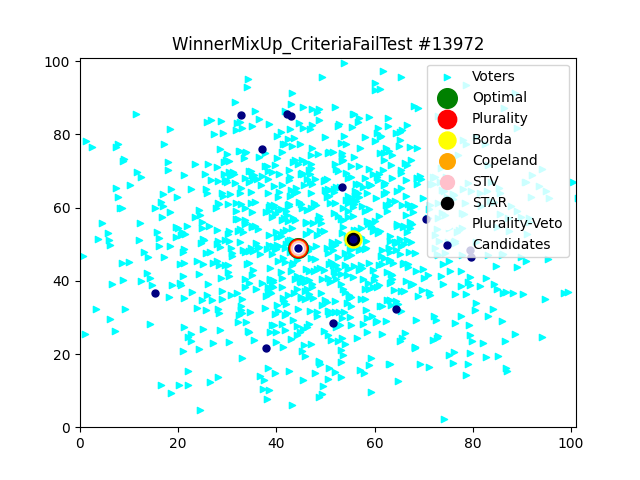 WinnerMixUp_CriteriaFailTest #13972
100
80
60
40
20
0
0
20
40
60
80
100
Voters
Optimal
Plurality
Borda
Copeland
STV
STAR
Plurality-Veto
Candidates